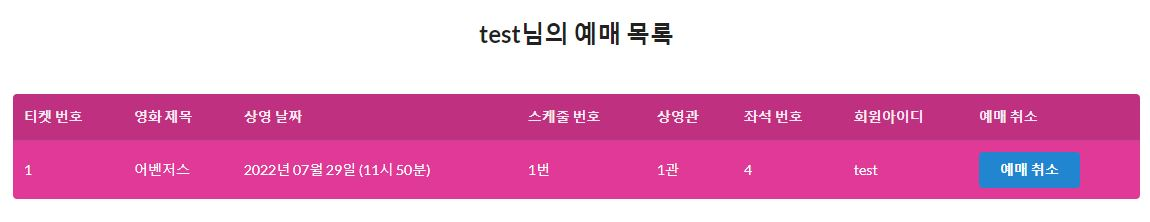 test님의 예매 목록
티켓 번호 영화 제목 상영 날짜 스케줄 번호 상영관 좌석 번호 회원아이디 예매 취소
1 어벤저스 2022년 07월 29일 (11시 50분) 1번 1관 4 test 예매 취소